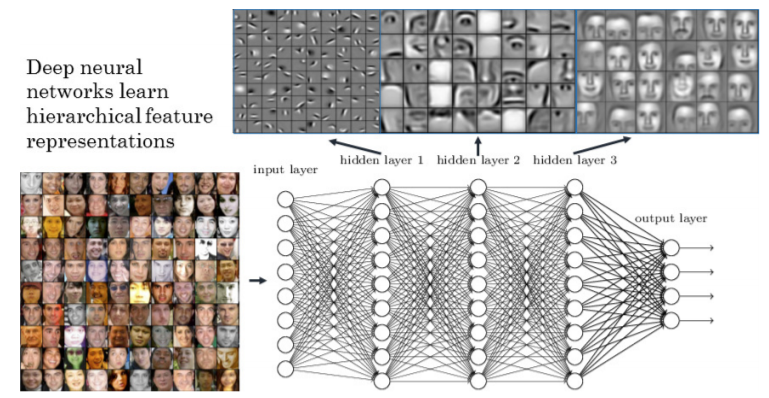 Deep neural
networks learn
hierarchical feature
representations
input layer
hidden layer 1
hidden layer 2
hidden layer 3
output layer